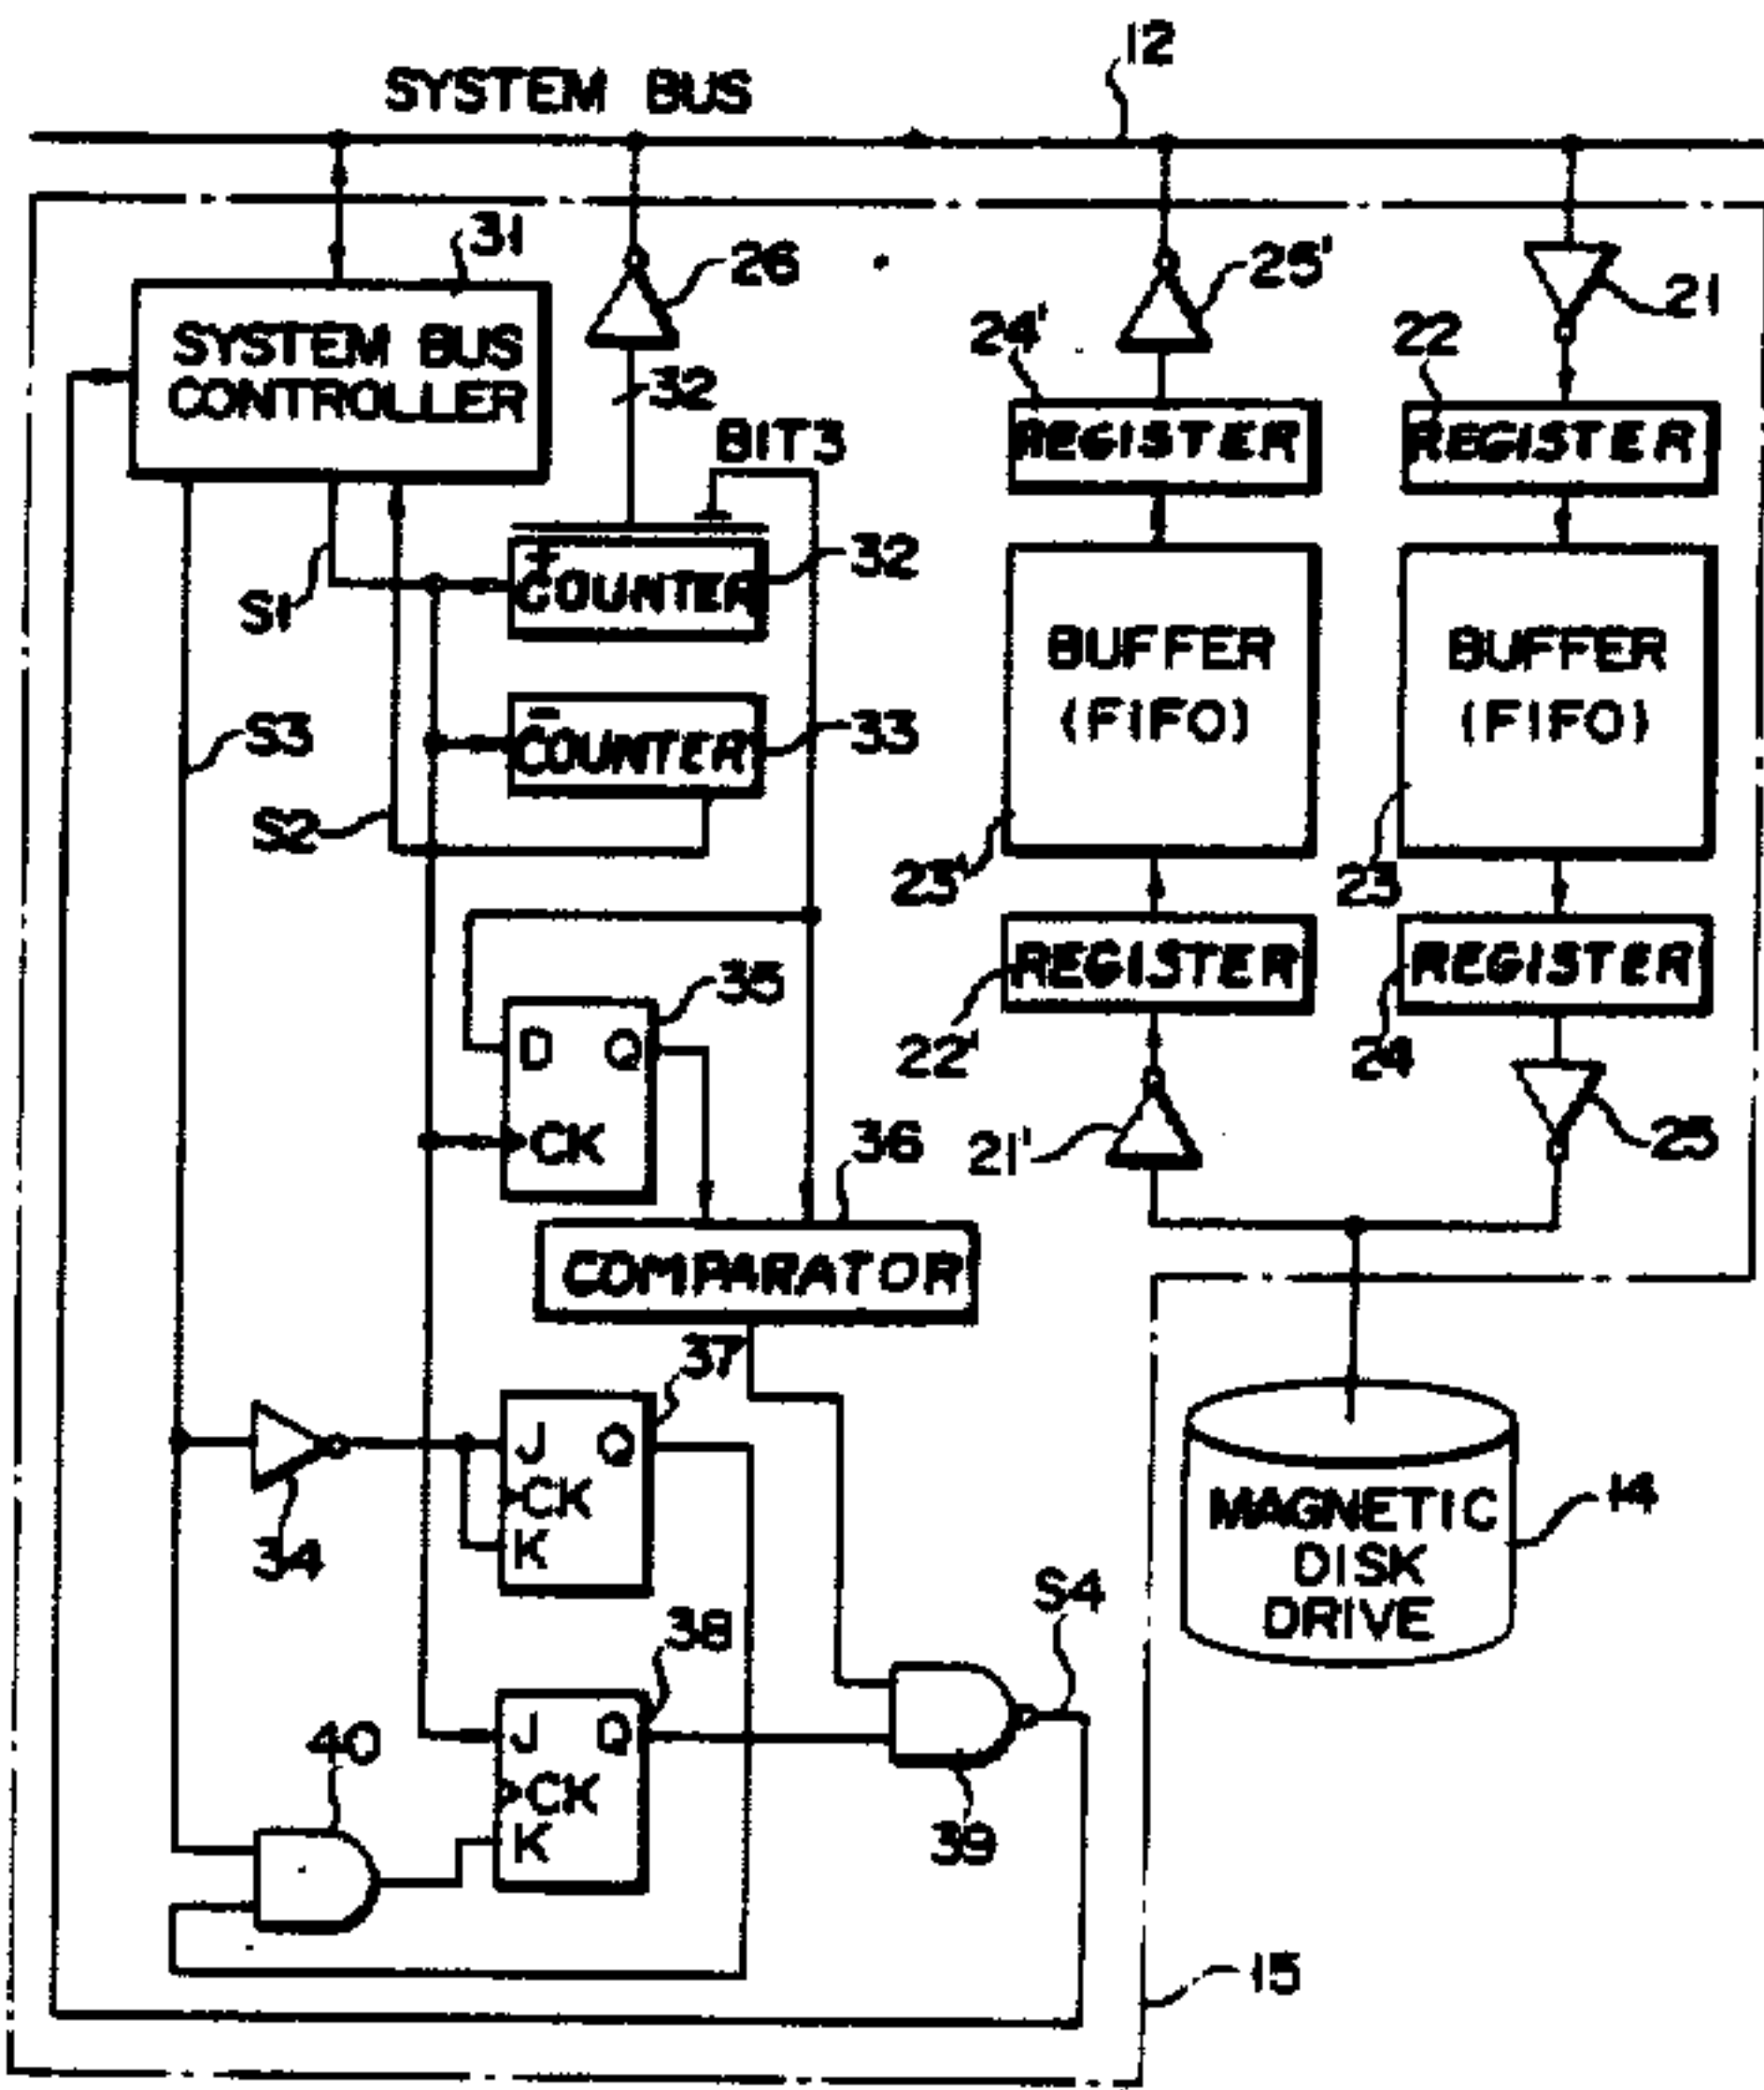 12
SYSTEM BUS
31
26
25'
21
SYSTEM BUS
CONTROLLER
24'
22
32
BIT3
REGISTER
REGISTER
+
COUNTER
32
S1
BUFFER
(FIFO)
BUFFER
(FIFO)
-
COUNTER
33
S3
S2
23'
23
REGISTER
REGISTER
35
D Q
CK
22'
24
36
21'
25
COMPARATOR
37
J Q
CK
K
34
MAGNETIC
DISK
DRIVE
14
S4
38
J Q
CK
K
40
39
15